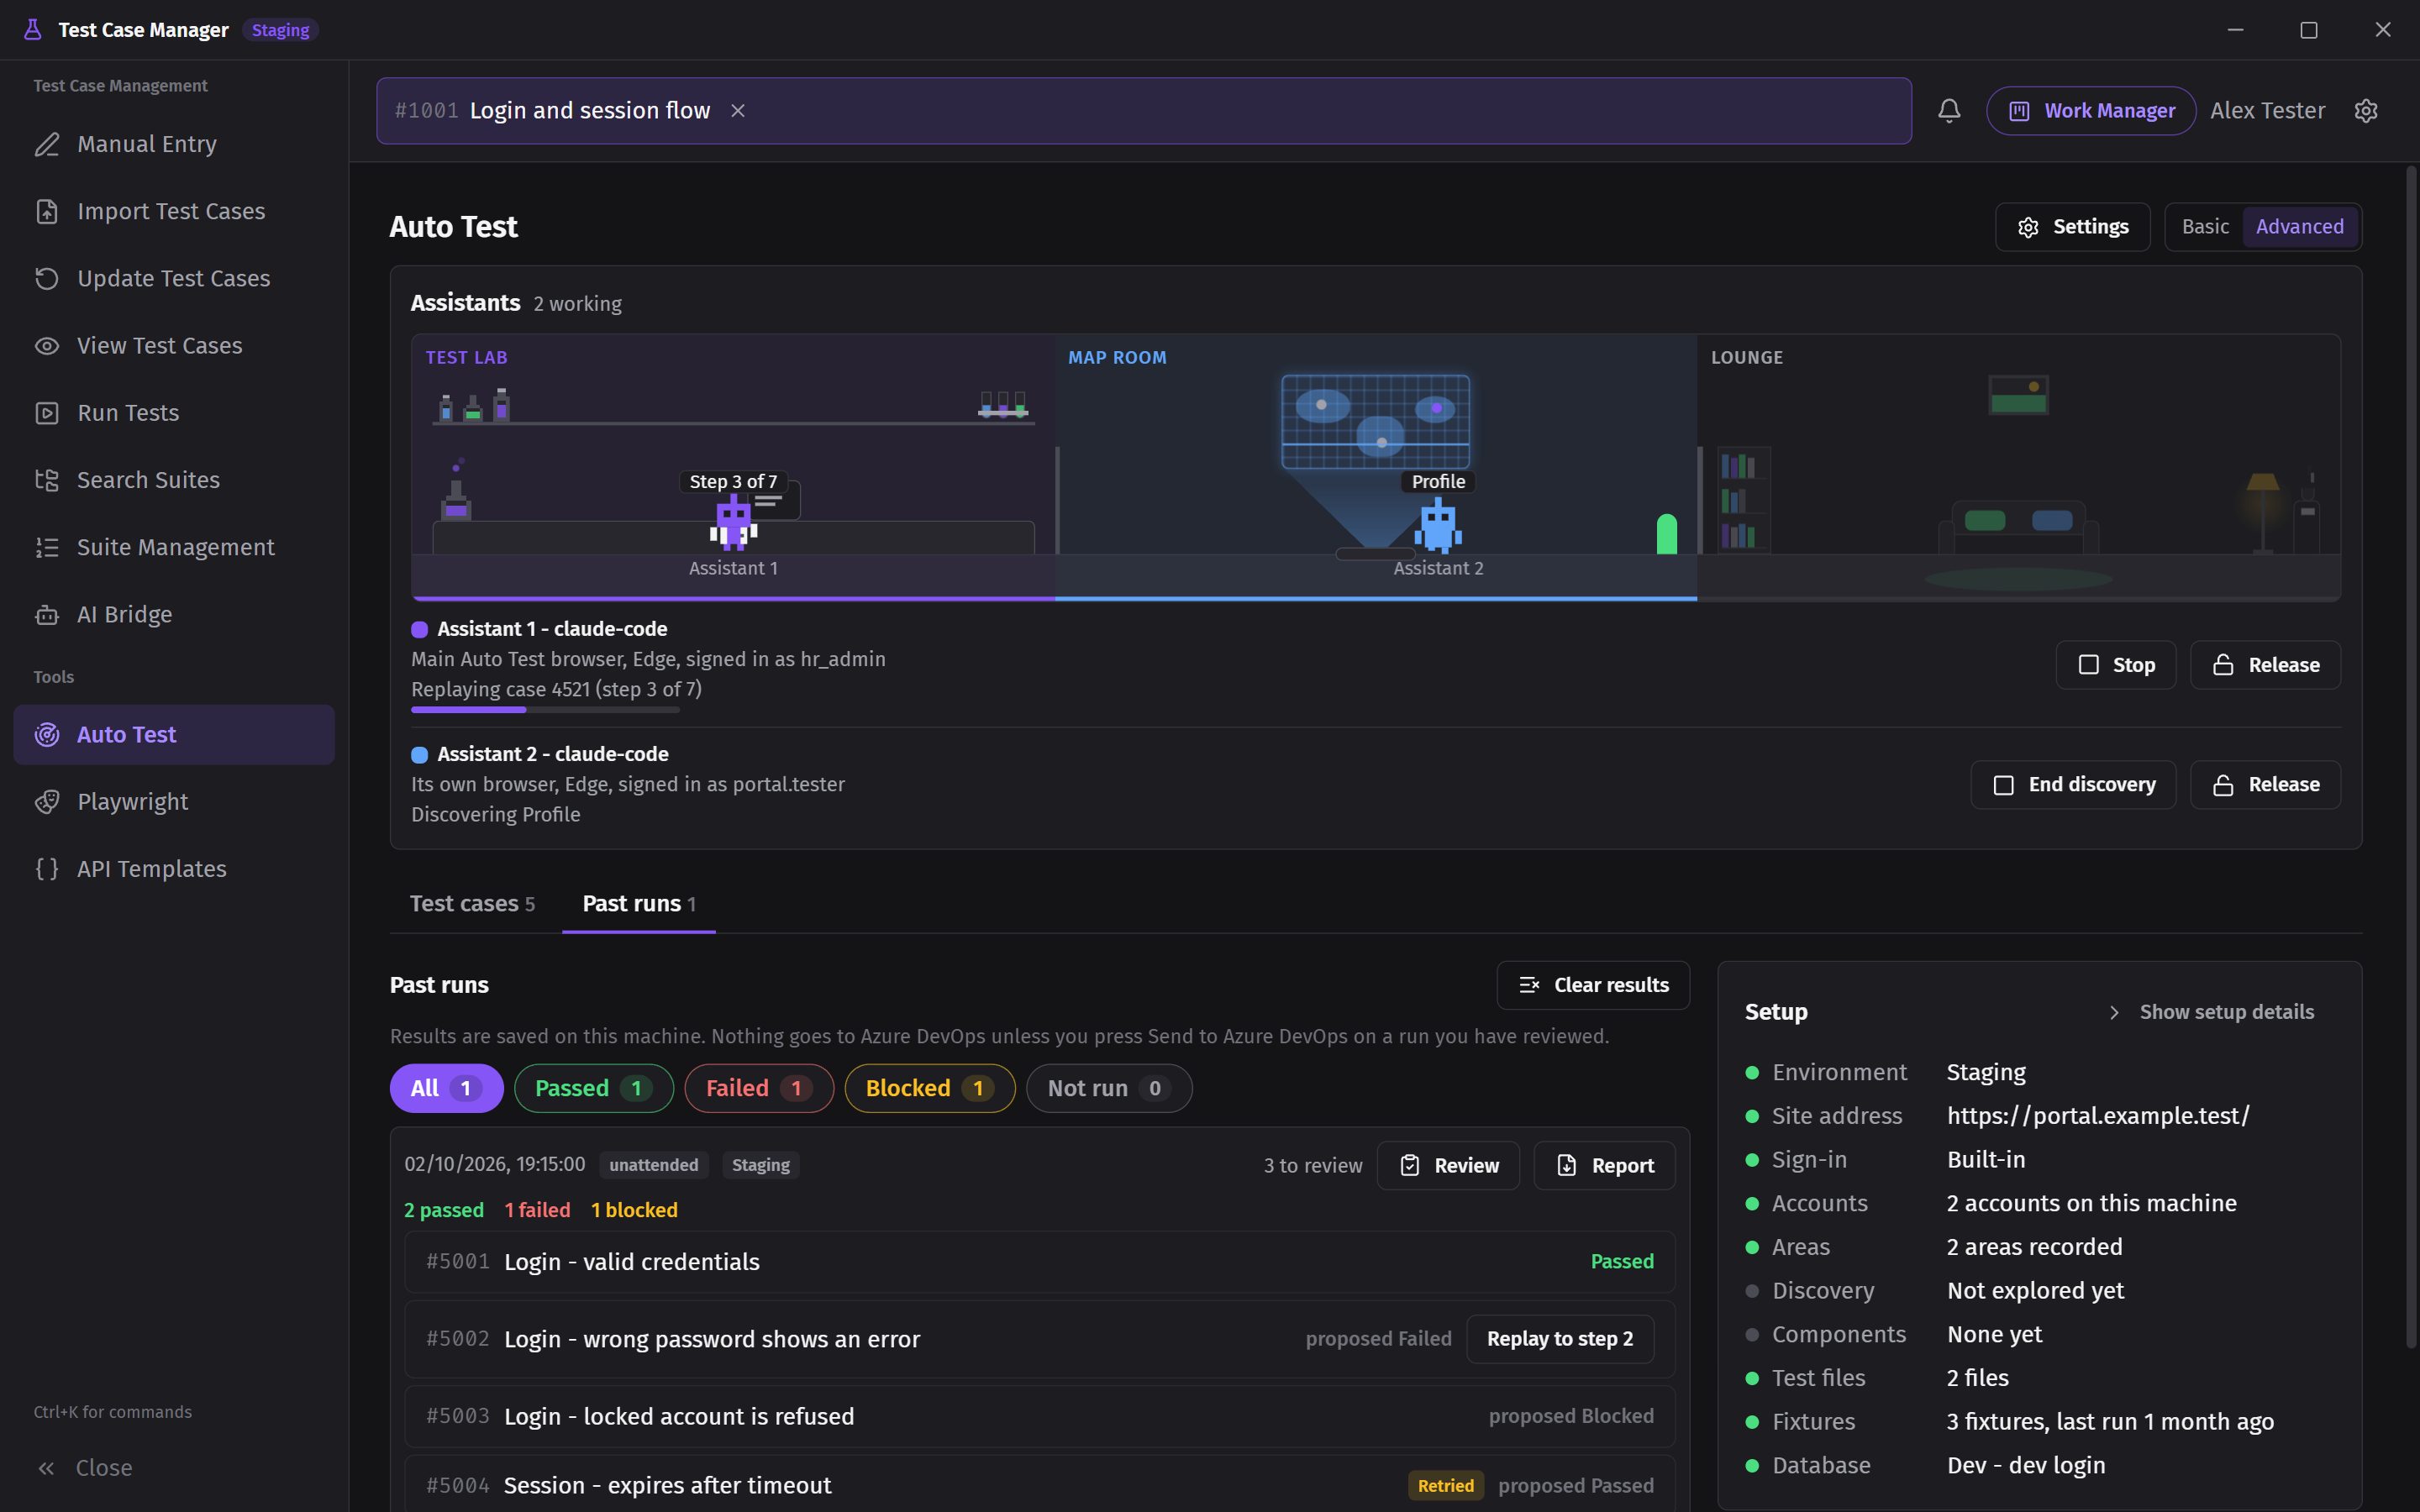 Test Case Manager Staging
Test Case Management
Manual Entry
Import Test Cases
Update Test Cases
View Test Cases
Run Tests
Search Suites
Suite Management
AI Bridge
Tools
Auto Test
Playwright
API Templates
Ctrl+K for commands
Close
#1001 Login and session flow
Work Manager
Alex Tester
Auto Test
Settings
Basic Advanced
Assistants 2 working
TEST LAB
Step 3 of 7
Assistant 1
MAP ROOM
Profile
Assistant 2
LOUNGE
Assistant 1 - claude-code
Main Auto Test browser, Edge, signed in as hr_admin
Replaying case 4521 (step 3 of 7)
Stop Release
Assistant 2 - claude-code
Its own browser, Edge, signed in as portal.tester
Discovering Profile
End discovery Release
Test cases 5 Past runs 1
Past runs
Clear results
Results are saved on this machine. Nothing goes to Azure DevOps unless you press Send to Azure DevOps on a run you have reviewed.
All 1 Passed 1 Failed 1 Blocked 1 Not run 0
02/10/2026, 19:15:00 unattended Staging 3 to review Review Report
2 passed 1 failed 1 blocked
#5001 Login - valid credentials Passed
#5002 Login - wrong password shows an error proposed Failed Replay to step 2
#5003 Login - locked account is refused proposed Blocked
#5004 Session - expires after timeout Retried proposed Passed
Setup Show setup details
Environment Staging
Site address https://portal.example.test/
Sign-in Built-in
Accounts 2 accounts on this machine
Areas 2 areas recorded
Discovery Not explored yet
Components None yet
Test files 2 files
Fixtures 3 fixtures, last run 1 month ago
Database Dev - dev login